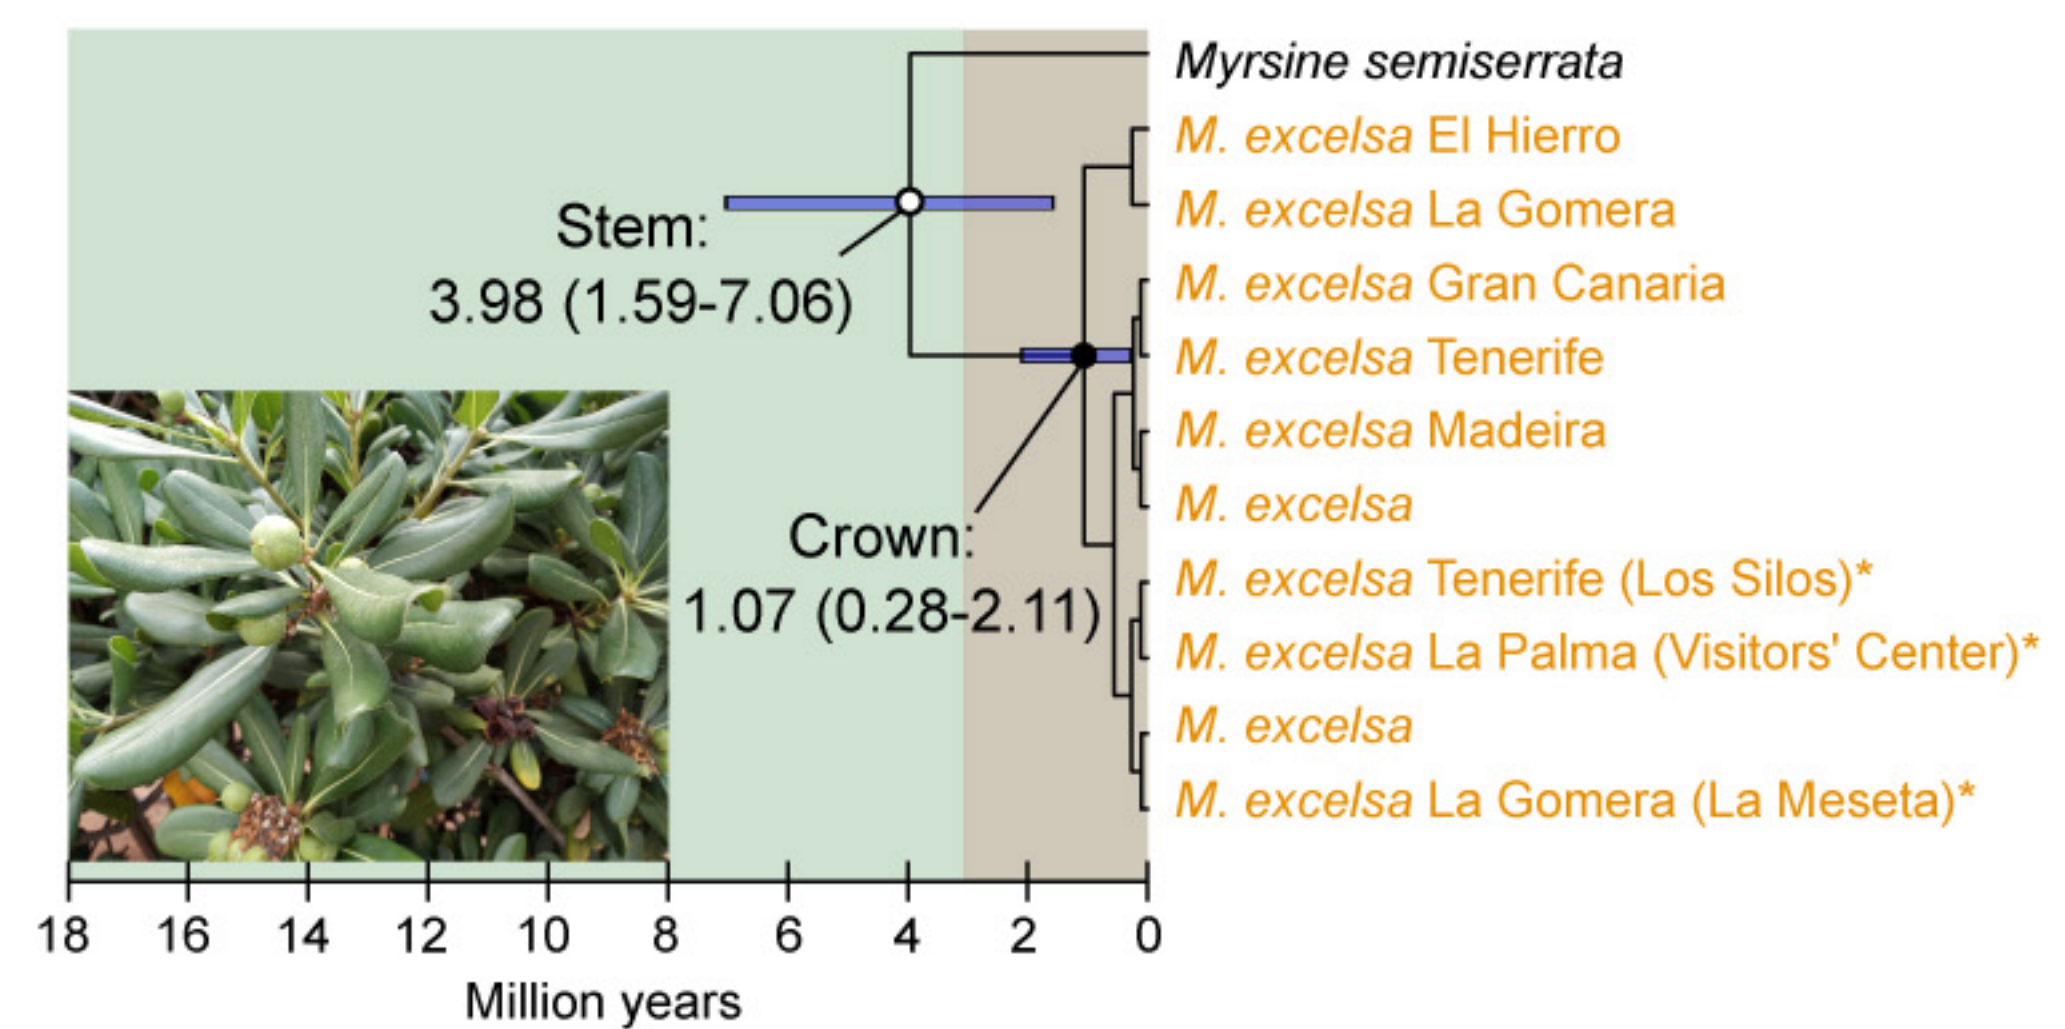 Myrsine semiserrata
M. excelsa El Hierro
M. excelsa La Gomera
M. excelsa Gran Canaria
M. excelsa Tenerife
M. excelsa Madeira
M. excelsa
M. excelsa Tenerife (Los Silos)*
M. excelsa La Palma (Visitors' Center)*
M. excelsa
M. excelsa La Gomera (La Meseta)*
Stem:
3.98 (1.59-7.06)
Crown:
1.07 (0.28-2.11)
18 16 14 12 10 8 6 4 2 0
Million years